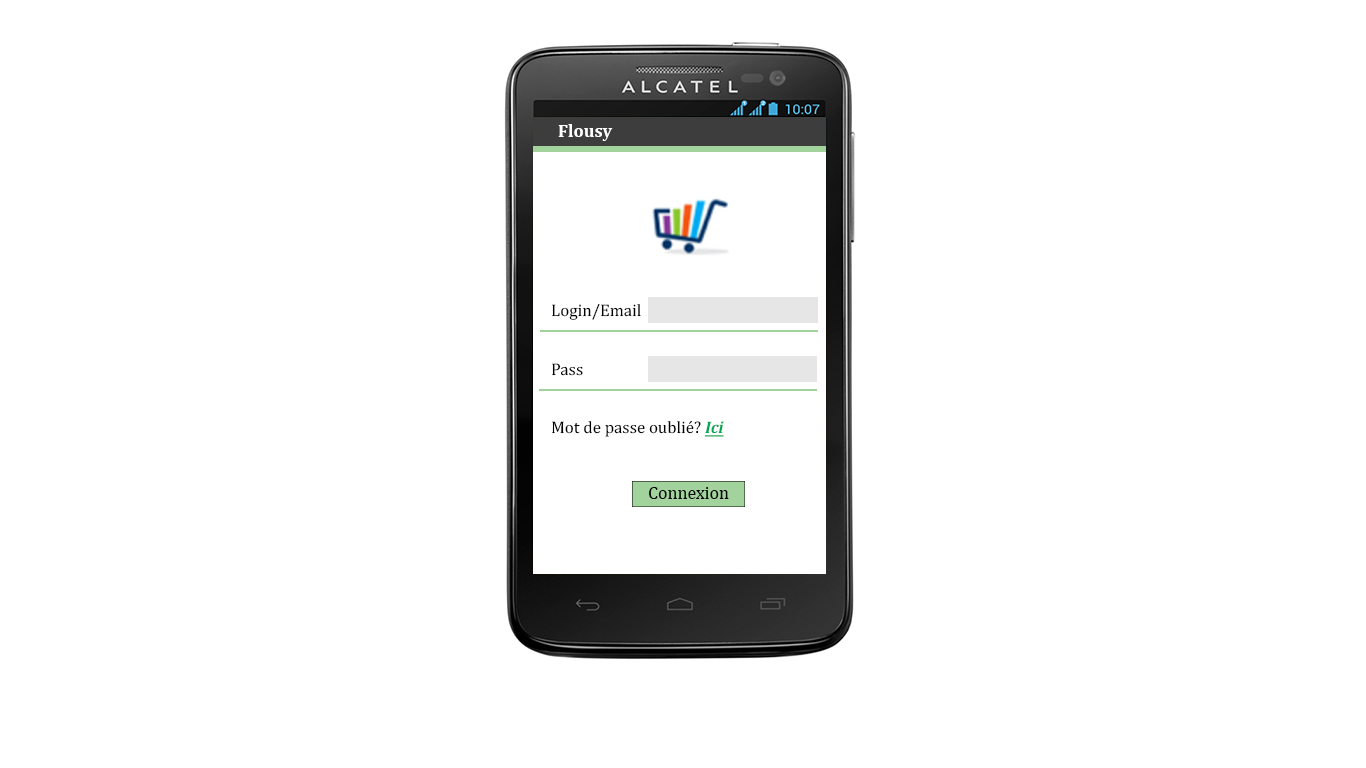 ALCATEL
10:07
Flousy
Login/Email
Pass
Mot de passe oublié? Ici
Connexion